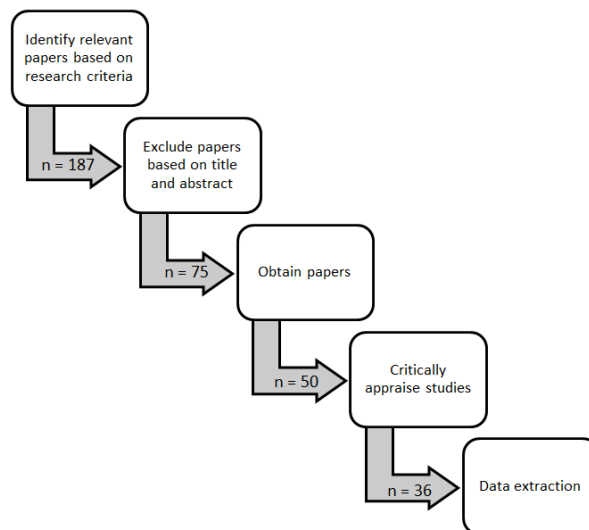 Identify relevant
papers based on
research criteria
n = 187
Exclude papers
based on title
and abstract
n = 75
Obtain papers
n = 50
Critically
appraise studies
n = 36
Data extraction